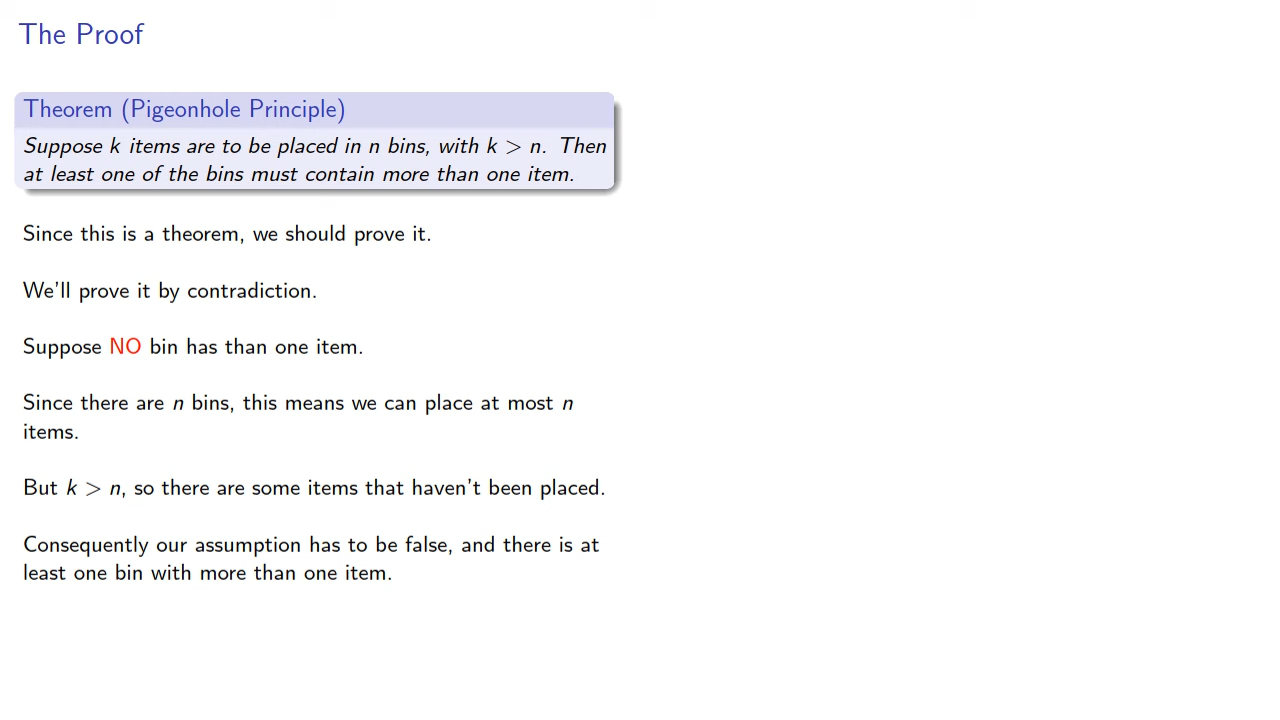 The Proof
Theorem (Pigeonhole Principle)
Suppose k items are to be placed in n bins, with k > n. Then
at least one of the bins must contain more than one item.
Since this is a theorem, we should prove it.
We'll prove it by contradiction.
Suppose NO bin has than one item.
Since there are n bins, this means we can place at most n
items.
But k > n, so there are some items that haven't been placed.
Consequently our assumption has to be false, and there is at
least one bin with more than one item.